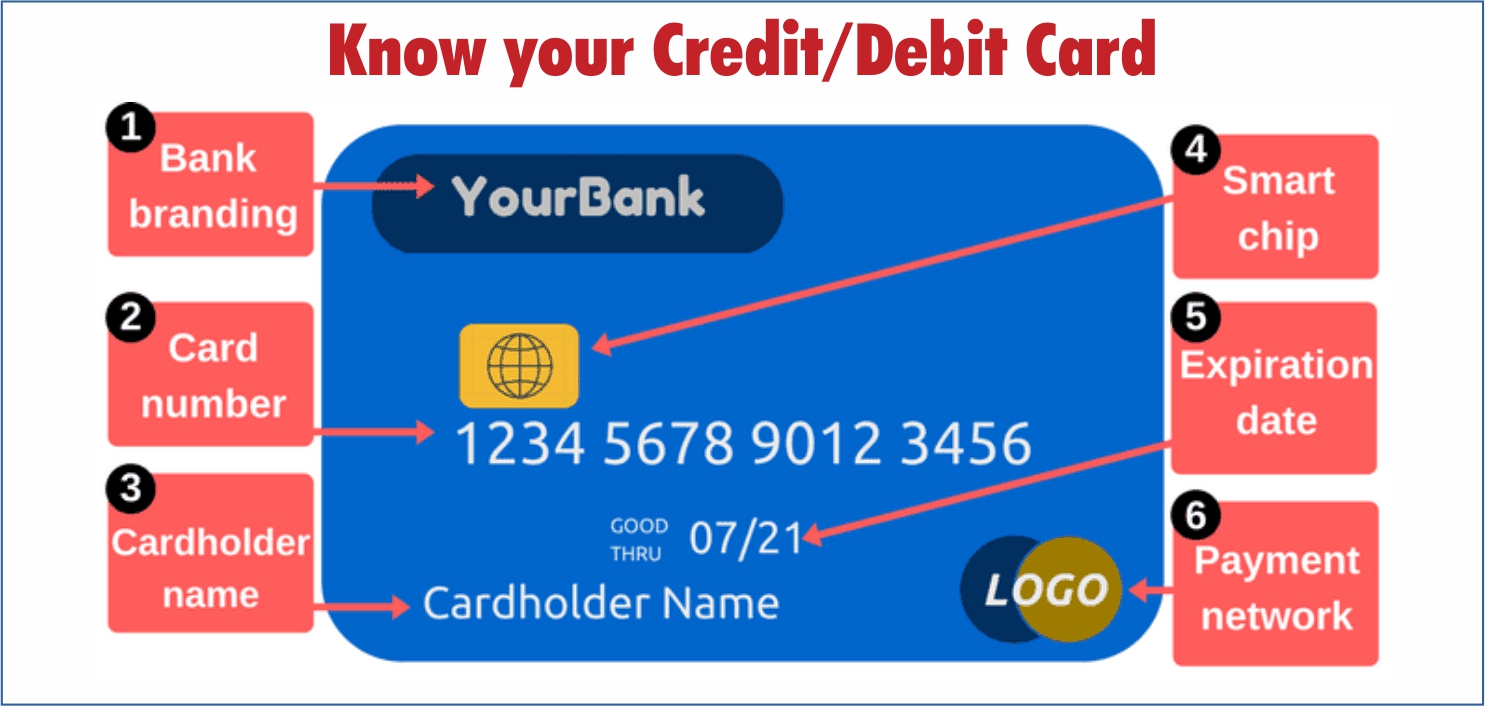 Know your Credit/Debit Card
1
Bank
branding
2
Card
number
3
Cardholder
name
YourBank
1234 5678 9012 3456
GOOD
THRU
07/21
Cardholder Name
LOGO
4
Smart
chip
5
Expiration
date
6
Payment
network